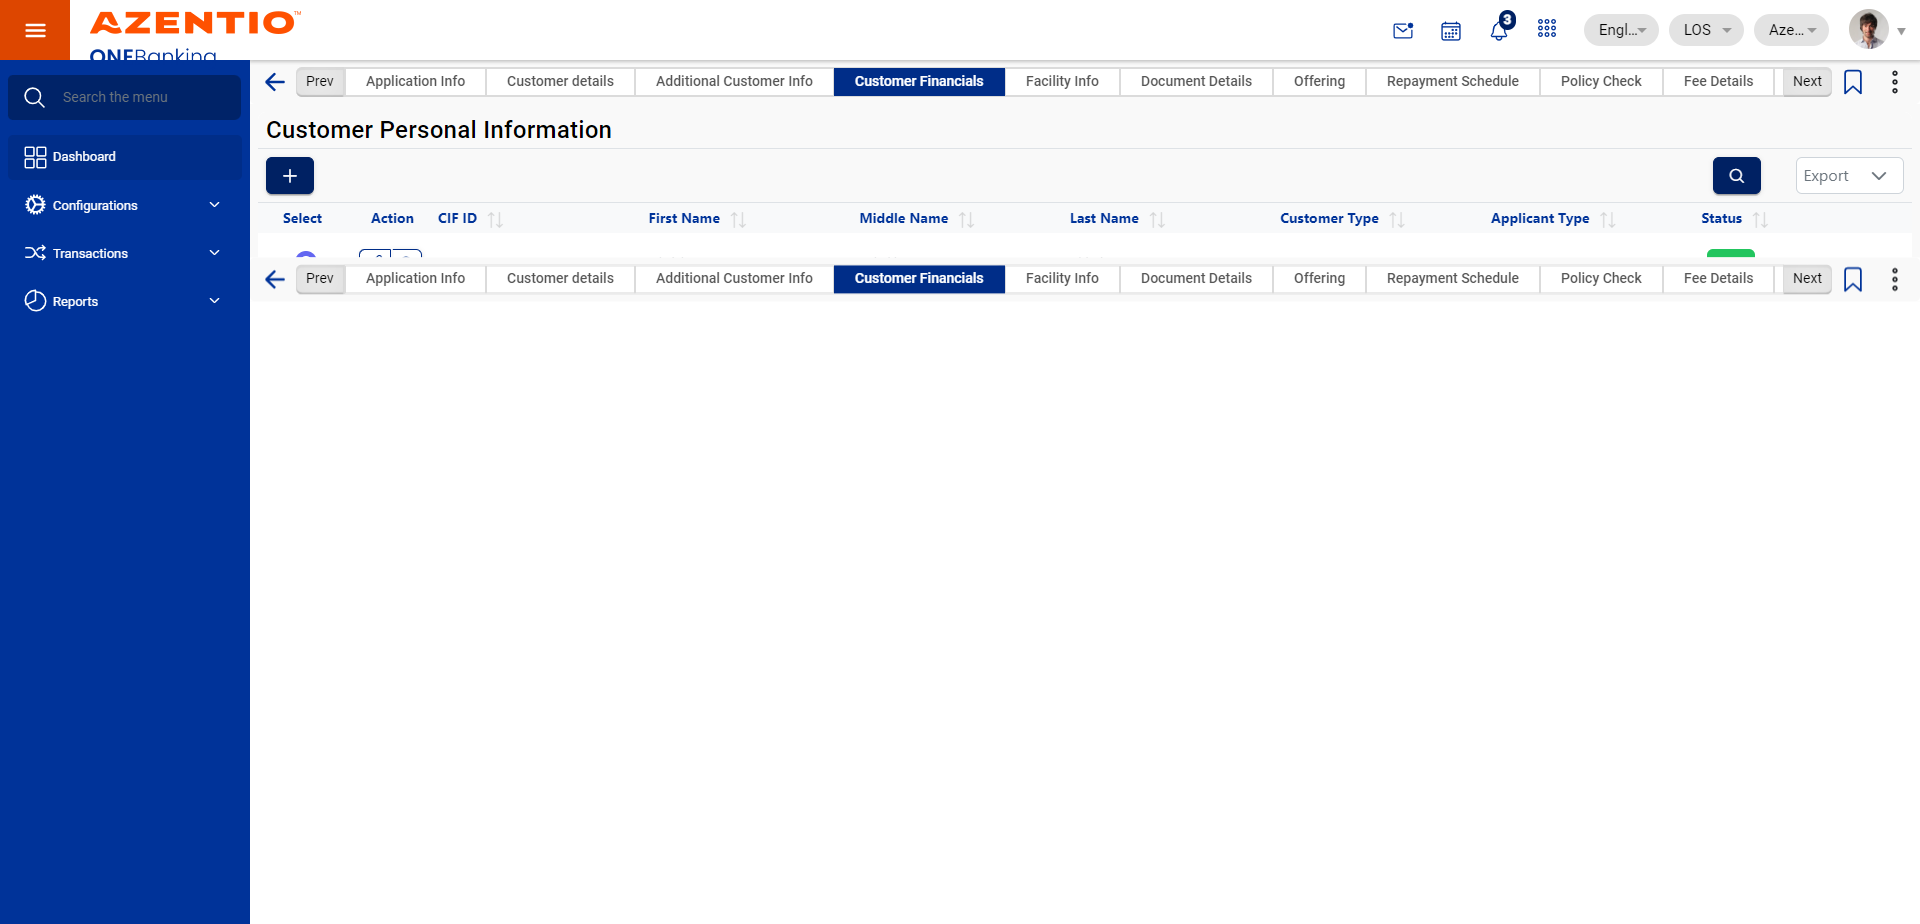 AZENTIO™
ONEBanking
3
Engl...
LOS
Aze...
Search the menu
Dashboard
Configurations
Transactions
Reports
Prev Application Info Customer details Additional Customer Info Customer Financials Facility Info Document Details Offering Repayment Schedule Policy Check Fee Details Next
Customer Personal Information
+
Export
Select Action CIF ID First Name Middle Name Last Name Customer Type Applicant Type Status
Prev Application Info Customer details Additional Customer Info Customer Financials Facility Info Document Details Offering Repayment Schedule Policy Check Fee Details Next